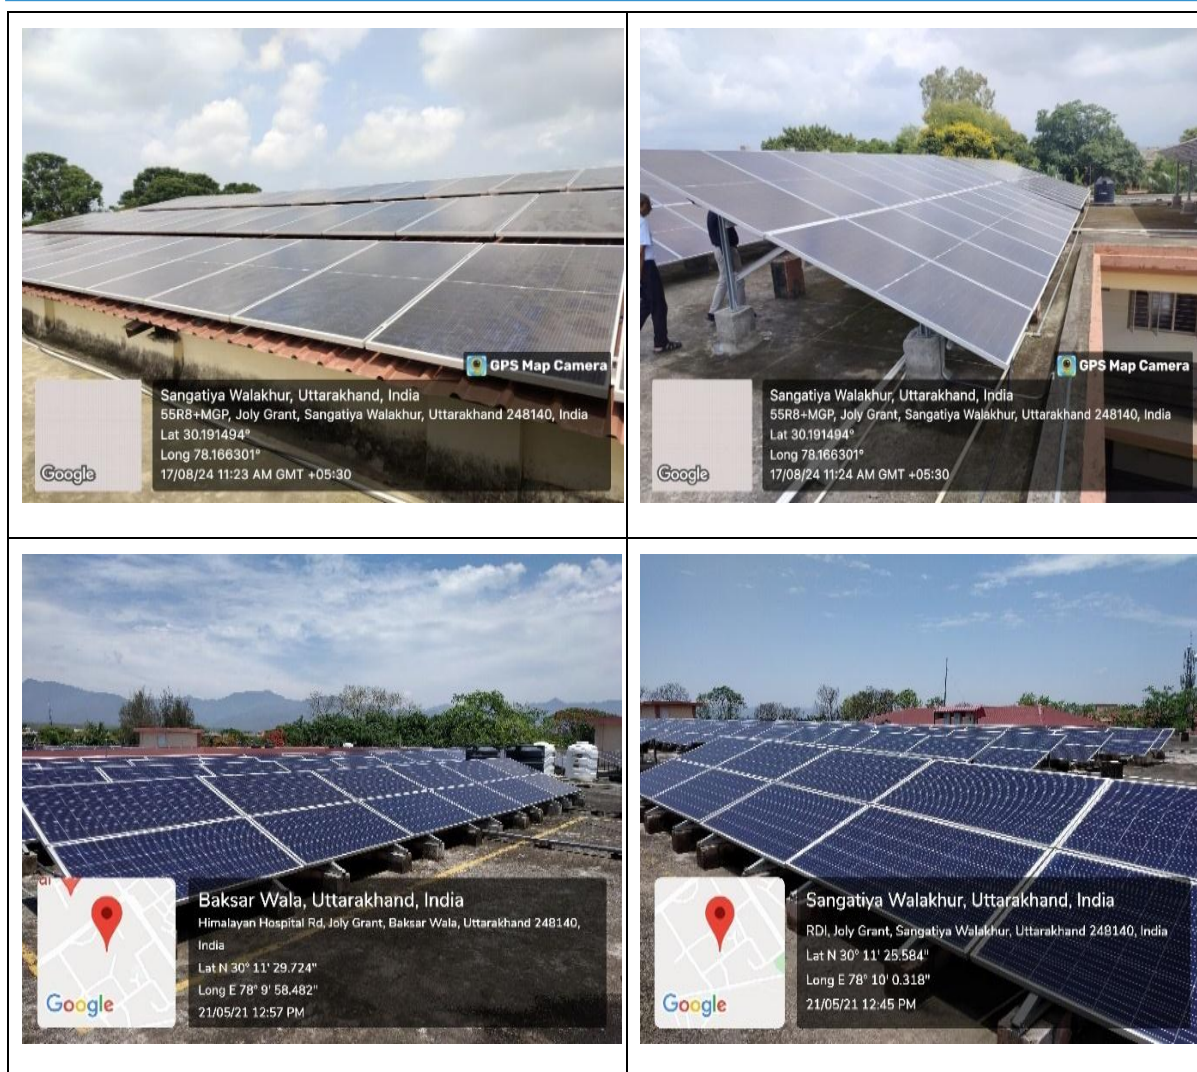 GPS Map Camera
Sangatiya Walakhur, Uttarakhand, India
55R8+MGP, Joly Grant, Sangatiya Walakhur, Uttarakhand 248140, India
Lat 30.191494°
Long 78.166301°
17/08/24 11:23 AM GMT +05:30
Google
GPS Map Camera
Sangatiya Walakhur, Uttarakhand, India
55R8+MGP, Joly Grant, Sangatiya Walakhur, Uttarakhand 248140, India
Lat 30.191494°
Long 78.166301°
17/08/24 11:24 AM GMT +05:30
Google
Baksar Wala, Uttarakhand, India
Himalayan Hospital Rd, Joly Grant, Baksar Wala, Uttarakhand 248140,
India
Lat N 30° 11' 29.724"
Long E 78° 9' 58.482"
21/05/21 12:57 PM
Google
Sangatiya Walakhur, Uttarakhand, India
RDI, Joly Grant, Sangatiya Walakhur, Uttarakhand 248140, India
Lat N 30° 11' 25.584"
Long E 78° 10' 0.318"
21/05/21 12:45 PM
Google